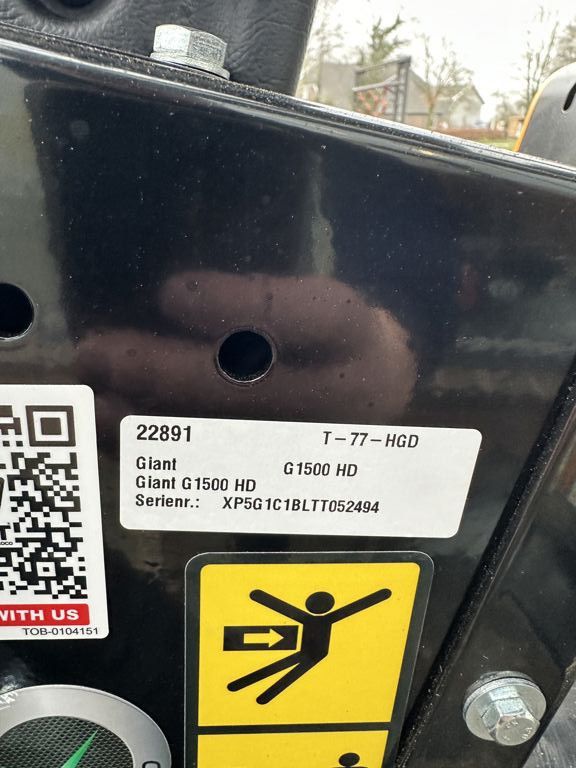 22891 T-77-HGD
Giant G1500 HD
Giant G1500 HD
Serienr.: XP5G1C1BLTT052494
WITH US
TOB-0104151